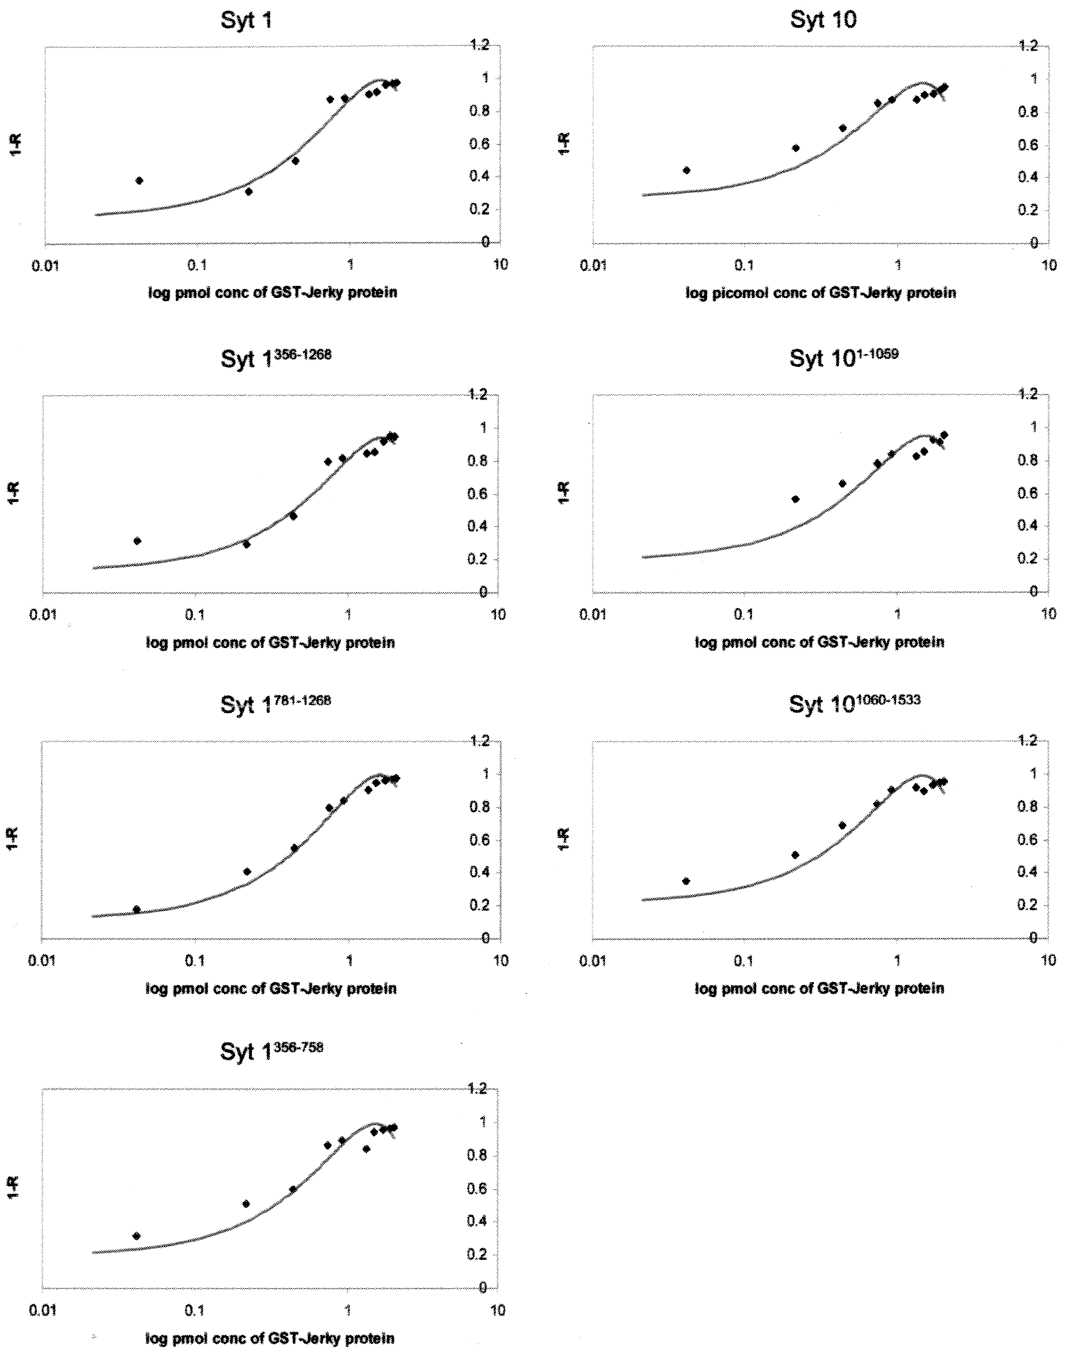 Syt 1
1.2
1
0.8
0.6
0.4
0.2
0
1-R
0.01 0.1 1 10
log pmol conc of GST-Jerky protein
Syt 10
1.2
1
0.8
0.6
0.4
0.2
0
1-R
0.01 0.1 1 10
log picomol conc of GST-Jerky protein
Syt 1356-1268
1.2
1
0.8
0.6
0.4
0.2
0
1-R
0.01 0.1 1 10
log pmol conc of GST-Jerky protein
Syt 101-1059
1.2
1
0.8
0.6
0.4
0.2
0
1-R
0.01 0.1 1 10
log pmol conc of GST-Jerky protein
Syt 1781-1268
1.2
1
0.8
0.6
0.4
0.2
0
1-R
0.01 0.1 1 10
log pmol conc of GST-Jerky protein
Syt 101060-1533
1.2
1
0.8
0.6
0.4
0.2
0
1-R
0.01 0.1 1 10
log pmol conc of GST-Jerky protein
Syt 1356-758
1.2
1
0.8
0.6
0.4
0.2
0
1-R
0.01 0.1 1 10
log pmol conc of GST-Jerky protein